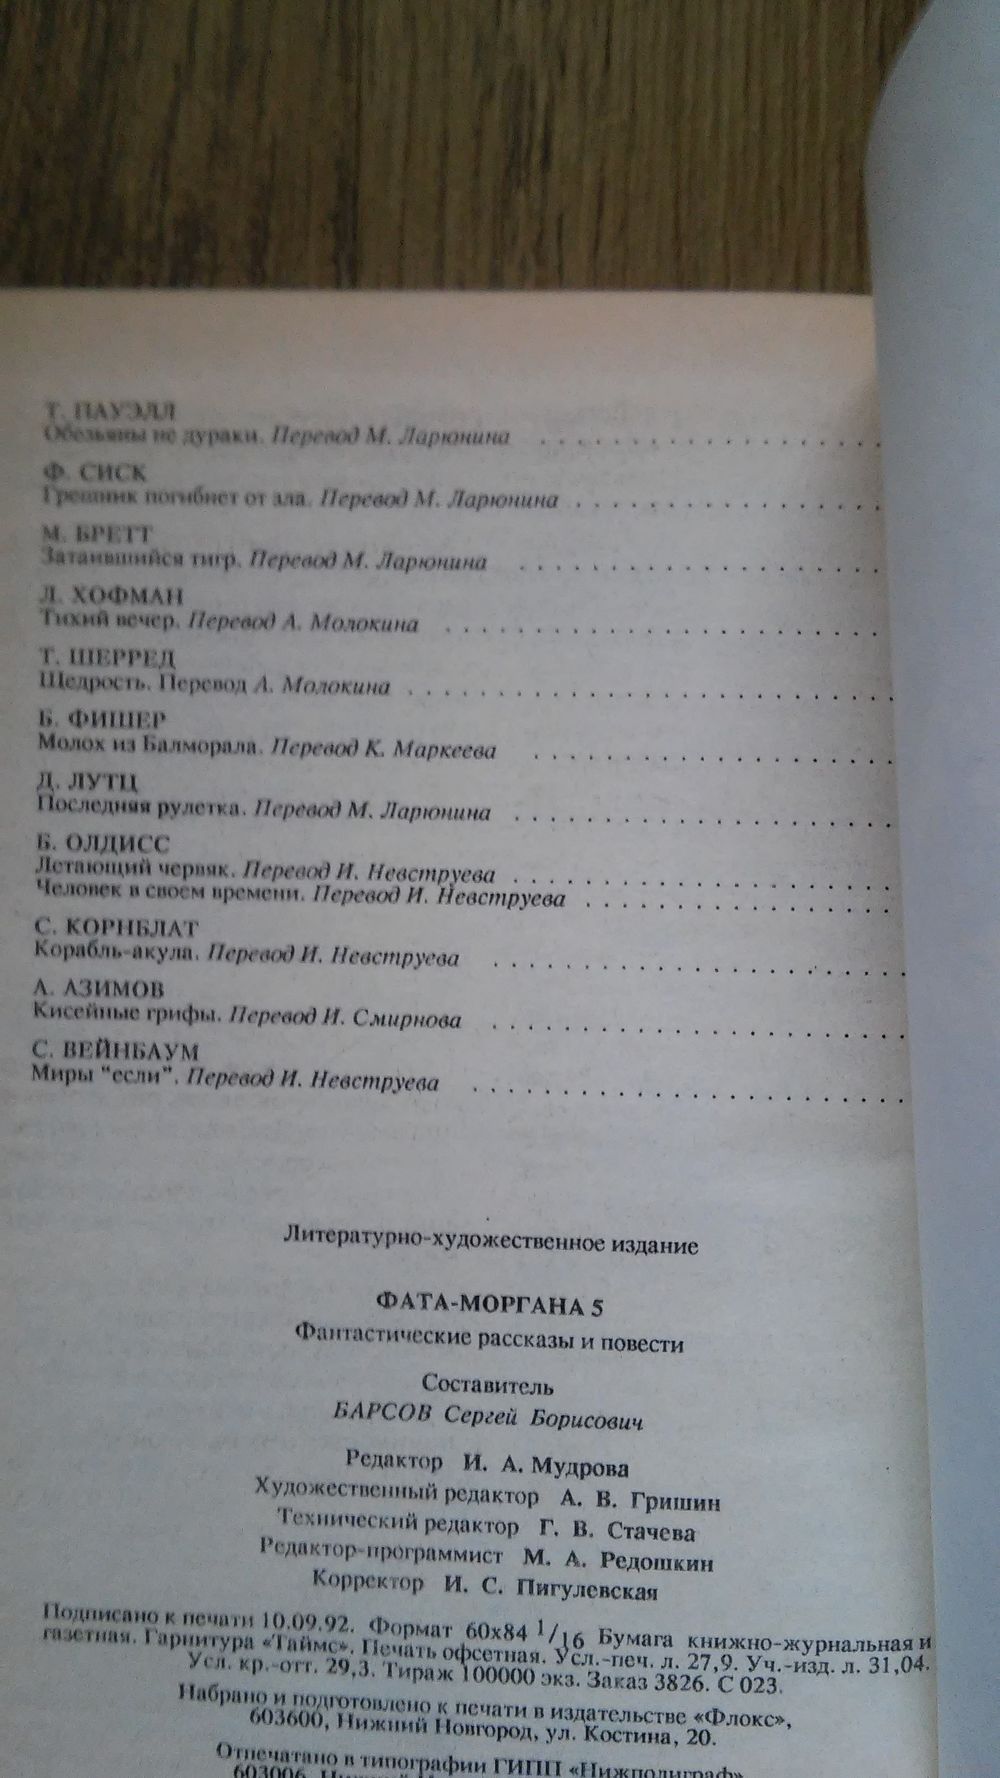 Т. ПАУЭЛЛ
Обезьяны не дураки. Перевод М. Ларюнина . . . . . . . . . . . . . . . . .
Ф. СИСК
Грешник погибнет от зла. Перевод М. Ларюнина . . . . . . . . . . . . . . .
М. БРЕТТ
Затаившийся тигр. Перевод М. Ларюнина . . . . . . . . . . . . . . . . . .
Л. ХОФМАН
Тихий вечер. Перевод А. Молокина . . . . . . . . . . . . . . . . . . . . .
Т. ШЕРРЕД
Щедрость. Перевод А. Молокина . . . . . . . . . . . . . . . . . . . . . . .
Б. ФИШЕР
Молох из Балморала. Перевод К. Маркеева . . . . . . . . . . . . . . . . . .
Д. ЛУТЦ
Последняя рулетка. Перевод М. Ларюнина . . . . . . . . . . . . . . . . . .
Б. ОЛДИСС
Летающий червяк. Перевод И. Невструева . . . . . . . . . . . . . . . . . .
Человек в своем времени. Перевод И. Невструева . . . . . . . . . . . . . . .
С. КОРНБЛАТ
Корабль-акула. Перевод И. Невструева . . . . . . . . . . . . . . . . . . .
А. АЗИМОВ
Кисейные грифы. Перевод И. Смирнова . . . . . . . . . . . . . . . . . . .
С. ВЕЙНБАУМ
Миры "если". Перевод И. Невструева . . . . . . . . . . . . . . . . . . . .
Литературно-художественное издание
ФАТА-МОРГАНА 5
Фантастические рассказы и повести
Составитель
БАРСОВ Сергей Борисович
Редактор И. А. Мудрова
Художественный редактор А. В. Гришин
Технический редактор Г. В. Стачева
Редактор-программист М. А. Редошкин
Корректор И. С. Пигулевская
Подписано к печати 10.09.92. Формат 60х84 1/16 Бумага книжно-журнальная и
газетная. Гарнитура «Таймс». Печать офсетная. Усл.-печ. л. 27,9. Уч.-изд. л. 31,04.
Усл. кр.-отт. 29,3. Тираж 100000 экз. Заказ 3826. С 023.
Набрано и подготовлено к печати в издательстве «Флокс»,
603600, Нижний Новгород, ул. Костина, 20.
Отпечатано в типографии ГИПП «Нижполиграф»,
603006,